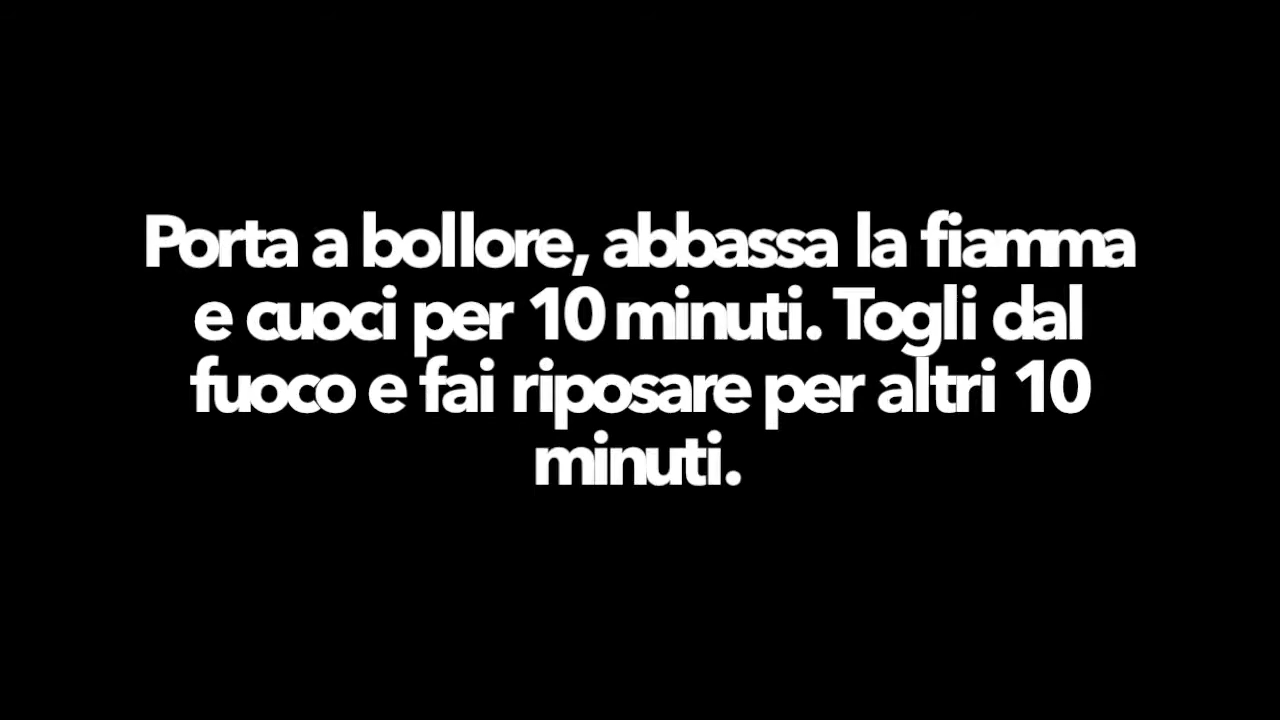 Porta a bollore, abbassa la fiamma
e cuoci per 10 minuti. Togli dal
fuoco e fai riposare per altri 10
minuti.